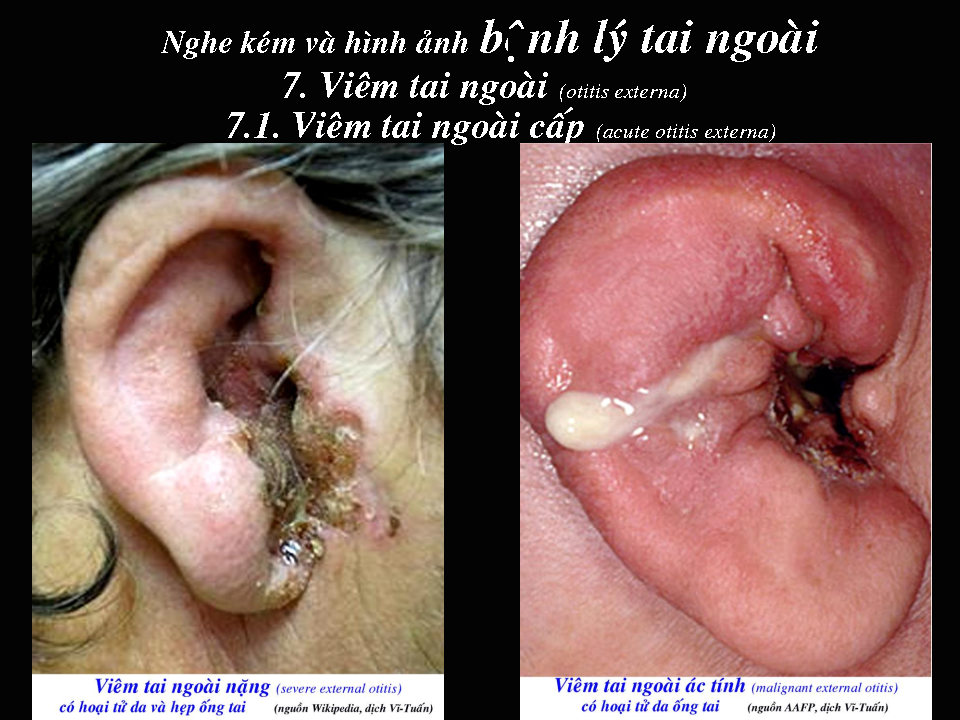 Nghe kém và hình ảnh bệnh lý tai ngoài
7. Viêm tai ngoài (otitis externa)
7.1. Viêm tai ngoài cấp (acute otitis externa)
Viêm tai ngoài nặng (severe external otitis)
có hoại tử da và hẹp ống tai (nguồn Wikipedia, dịch Vĩ-Tuấn)
Viêm tai ngoài ác tính (malignant external otitis)
có hoại tử da ống tai (nguồn AAFP, dịch Vĩ-Tuấn)